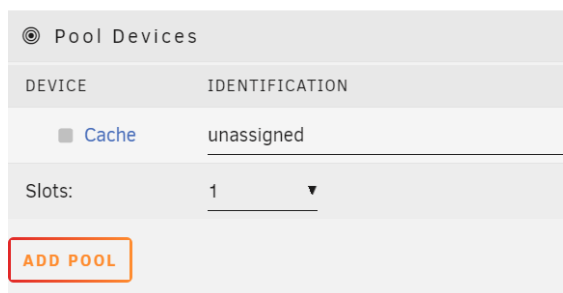 Pool Devices
DEVICE IDENTIFICATION
Cache unassigned
Slots: 1
ADD POOL